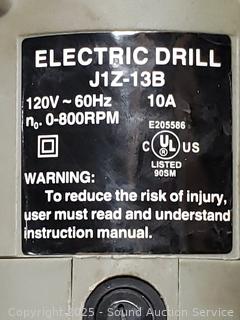 ELECTRIC DRILL
J1Z-13B
120V ~ 60Hz 10A
n₀. 0-800RPM
E205586
C UL US
LISTED
90SM
WARNING:
To reduce the risk of injury,
user must read and understand
instruction manual.
Copyright 2025 - Sound Auction Service